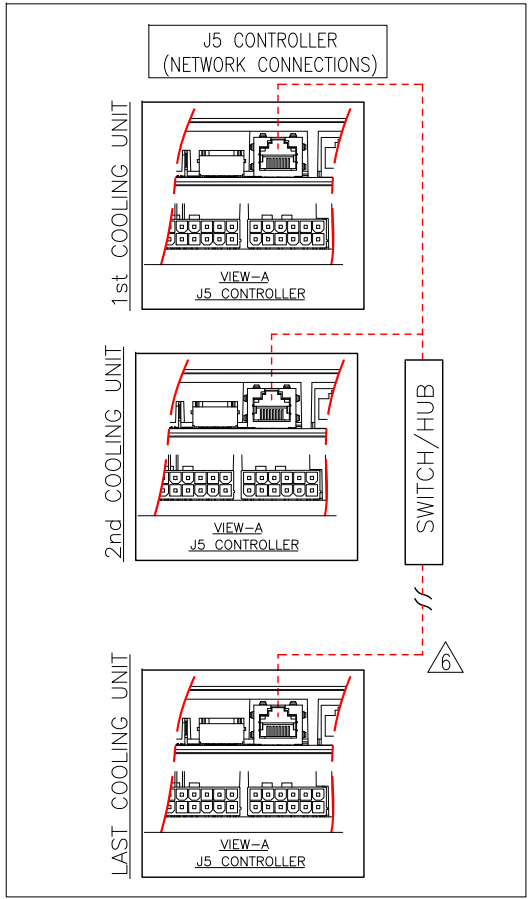 J5 CONTROLLER
(NETWORK CONNECTIONS)
1st COOLING UNIT
VIEW-A
J5 CONTROLLER
2nd COOLING UNIT
VIEW-A
J5 CONTROLLER
SWITCH/HUB
6
LAST COOLING UNIT
VIEW-A
J5 CONTROLLER